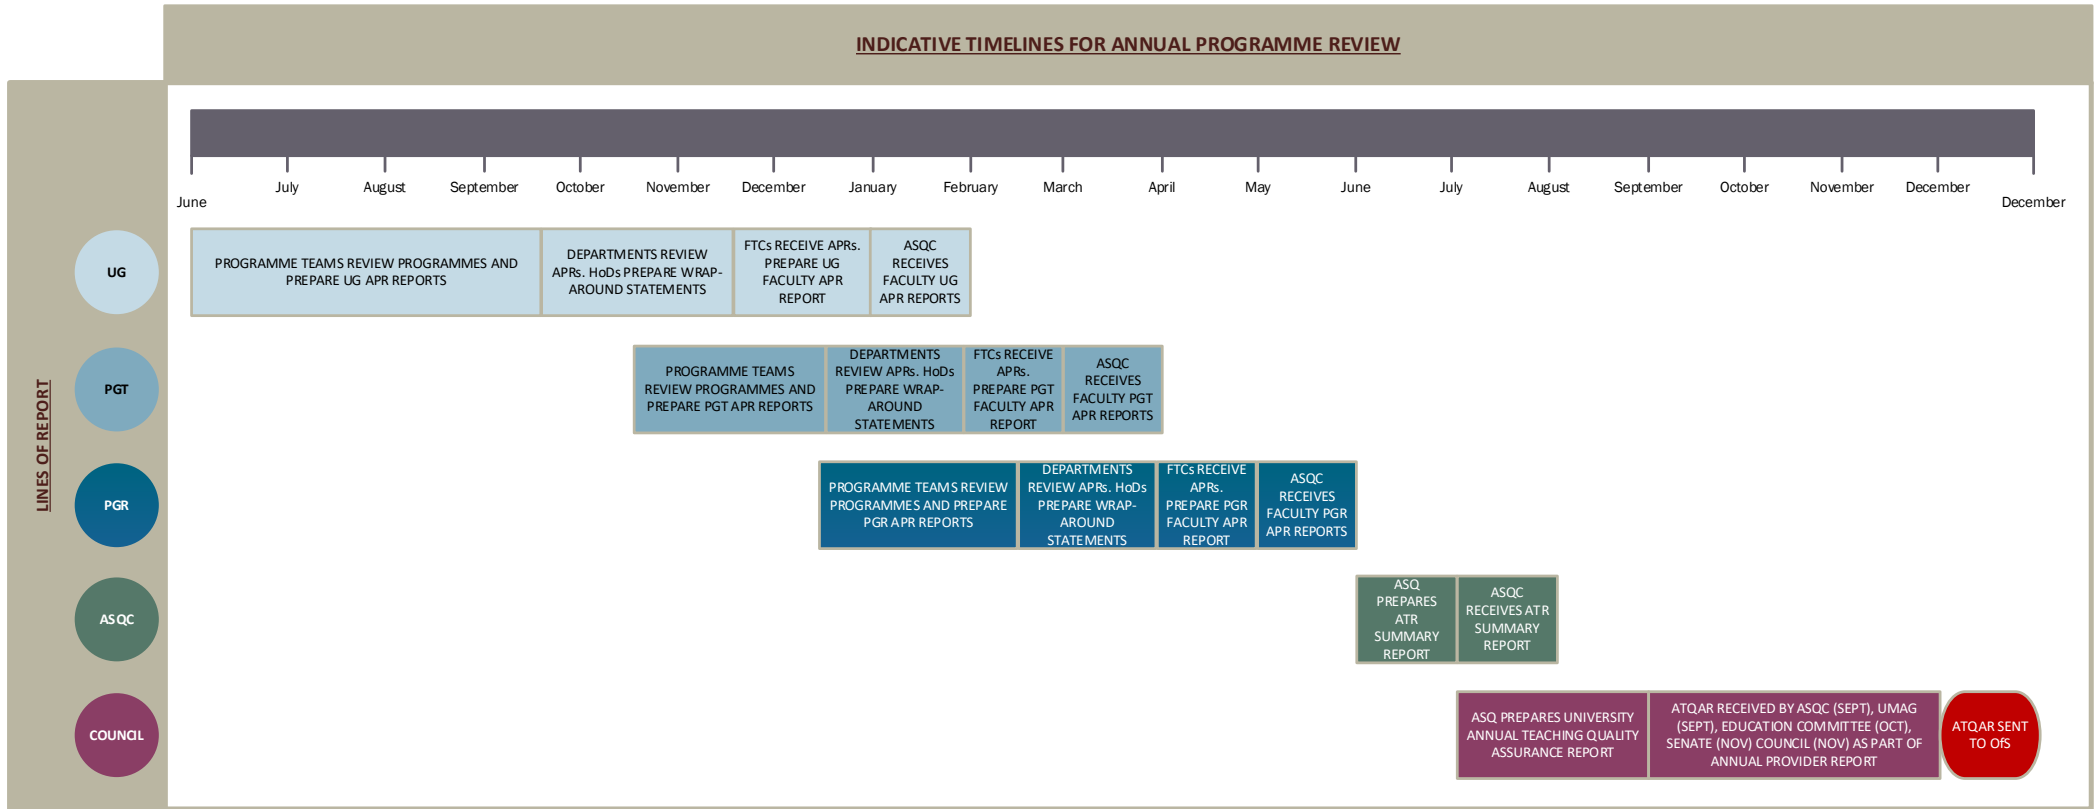 INDICATIVE TIMELINES FOR ANNUAL PROGRAMME REVIEW
July
August
September
October
November
December
January
February
March
April
May
June
July
August
September
October
November
December
June
December
LINES OF REPORT
UG
PROGRAMME TEAMS REVIEW PROGRAMMES AND
PREPARE UG APR REPORTS
DEPARTMENTS REVIEW
APRs. HoDs PREPARE WRAP-
AROUND STATEMENTS
FTCs RECEIVE APRs.
PREPARE UG
FACULTY APR
REPORT
ASQC
RECEIVES
FACULTY UG
APR REPORTS
PGT
PROGRAMME TEAMS
REVIEW PROGRAMMES AND
PREPARE PGT APR REPORTS
DEPARTMENTS
REVIEW APRs. HoDs
PREPARE WRAP-
AROUND
STATEMENTS
FTCs RECEIVE
APRs.
PREPARE PGT
FACULTY APR
REPORT
ASQC
RECEIVES
FACULTY PGT
APR REPORTS
PGR
PROGRAMME TEAMS REVIEW
PROGRAMMES AND PREPARE
PGR APR REPORTS
DEPARTMENTS
REVIEW APRs. HoDs
PREPARE WRAP-
AROUND
STATEMENTS
FTCs RECEIVE
APRs.
PREPARE PGR
FACULTY APR
REPORT
ASQC
RECEIVES
FACULTY PGR
APR REPORTS
ASQC
ASQ
PREPARES
ATR
SUMMARY
REPORT
ASQC
RECEIVES ATR
SUMMARY
REPORT
COUNCIL
ASQ PREPARES UNIVERSITY
ANNUAL TEACHING QUALITY
ASSURANCE REPORT
ATQAR RECEIVED BY ASQC (SEPT), UMAG
(SEPT), EDUCATION COMMITTEE (OCT),
SENATE (NOV) COUNCIL (NOV) AS PART OF
ANNUAL PROVIDER REPORT
ATQAR SENT
TO OfS